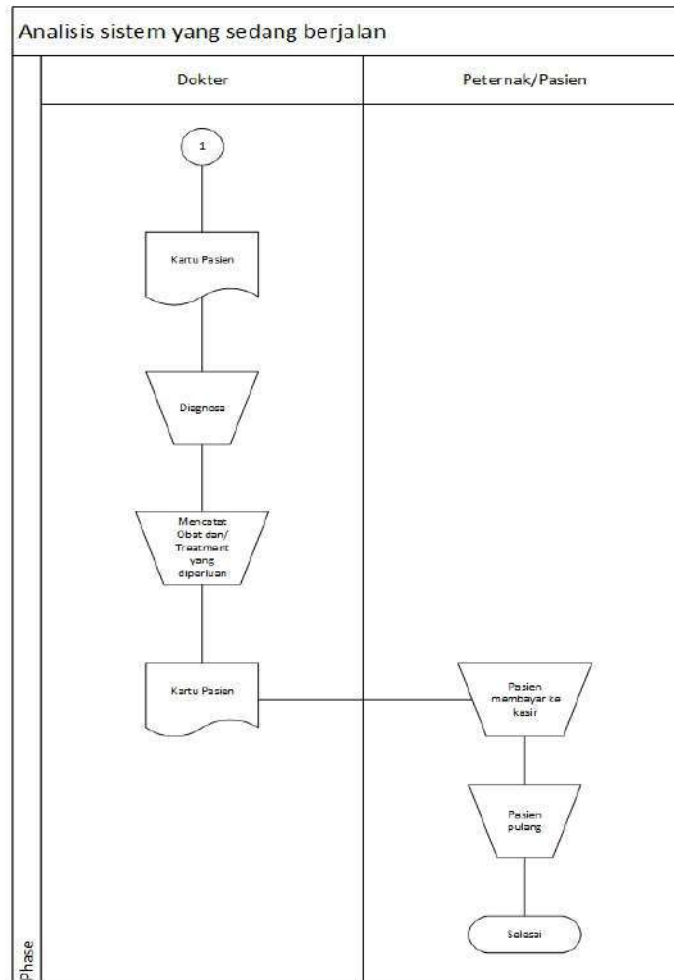 Analisis sistem yang sedang berjalan
Dokter
Peternak/Pasien
1
Kartu Pasien
Diagnosa
Mencatat
Obat dan/
Treatment
yang
diperluan
Kartu Pasien
Pasien
membayar ke
kasir
Pasien
pulang
Selesai
Phase